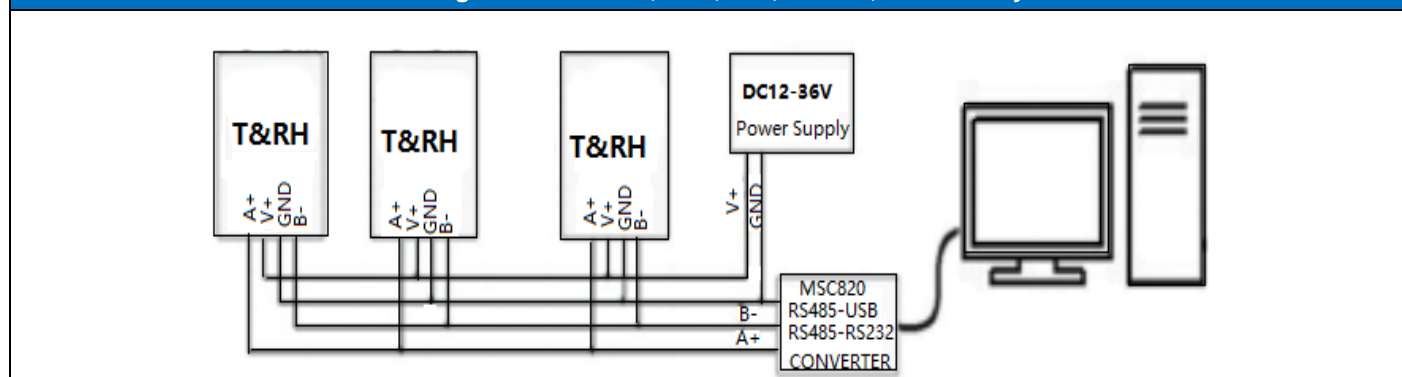 T&RH
A+
V+
GND
B-
T&RH
A+
V+
GND
B-
T&RH
A+
V+
GND
B-
DC12-36V
Power Supply
V+
GND
B-
A+
MSC820
RS485-USB
RS485-RS232
CONVERTER